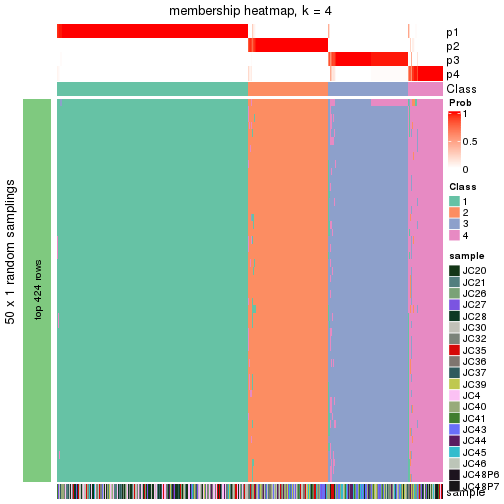 membership heatmap, k = 4
p1
p2
p3
p4
Class
Prob
1
0.5
0
Class
1
2
3
4
sample
JC20
JC21
JC26
JC27
JC28
JC30
JC32
JC35
JC36
JC37
JC39
JC4
JC40
JC41
JC43
JC44
JC45
JC46
JC48P6
JC48P7
sample
50 x 1 random samplings
top 424 rows